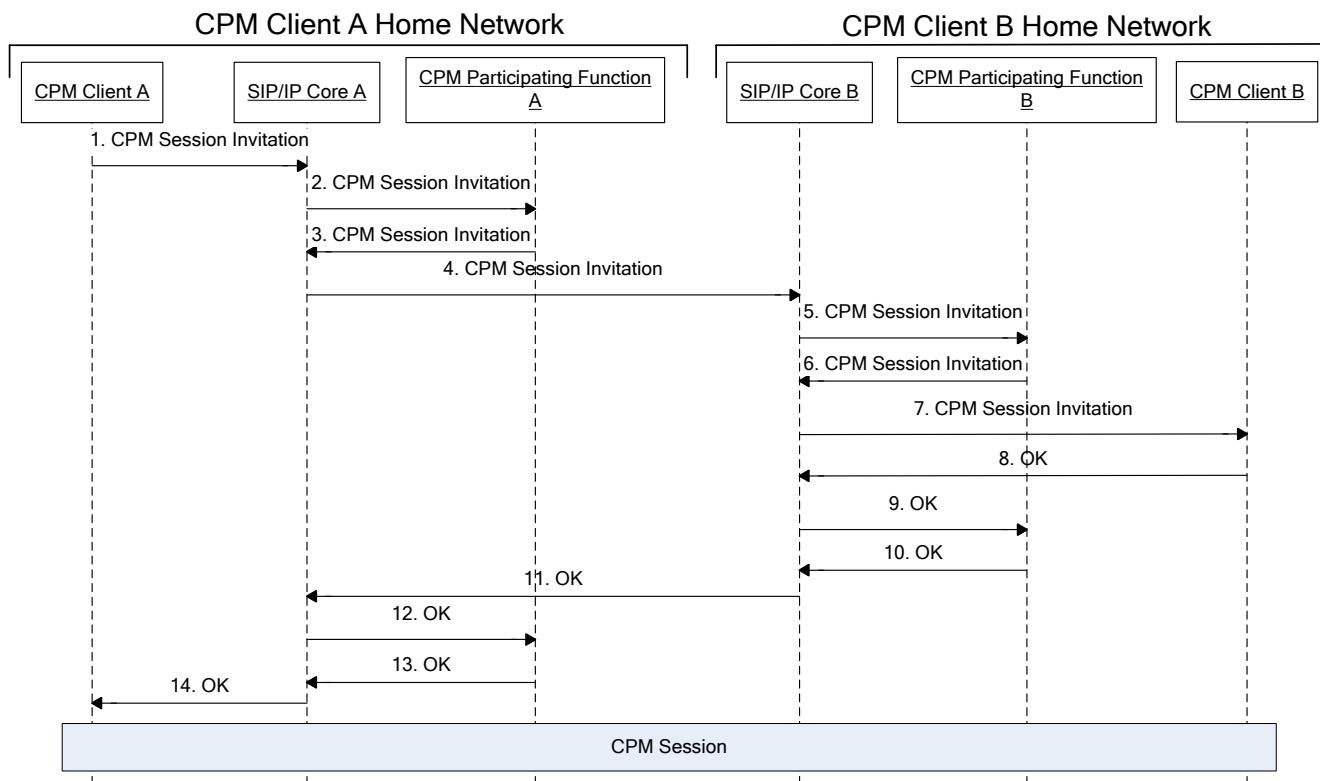 CPM Client A Home Network
CPM Client B Home Network
CPM Client A
SIP/IP Core A
CPM Participating Function
A
SIP/IP Core B
CPM Participating Function
B
CPM Client B
1. CPM Session Invitation
2. CPM Session Invitation
3. CPM Session Invitation
4. CPM Session Invitation
5. CPM Session Invitation
6. CPM Session Invitation
7. CPM Session Invitation
8. OK
9. OK
10. OK
11. OK
12. OK
13. OK
14. OK
CPM Session